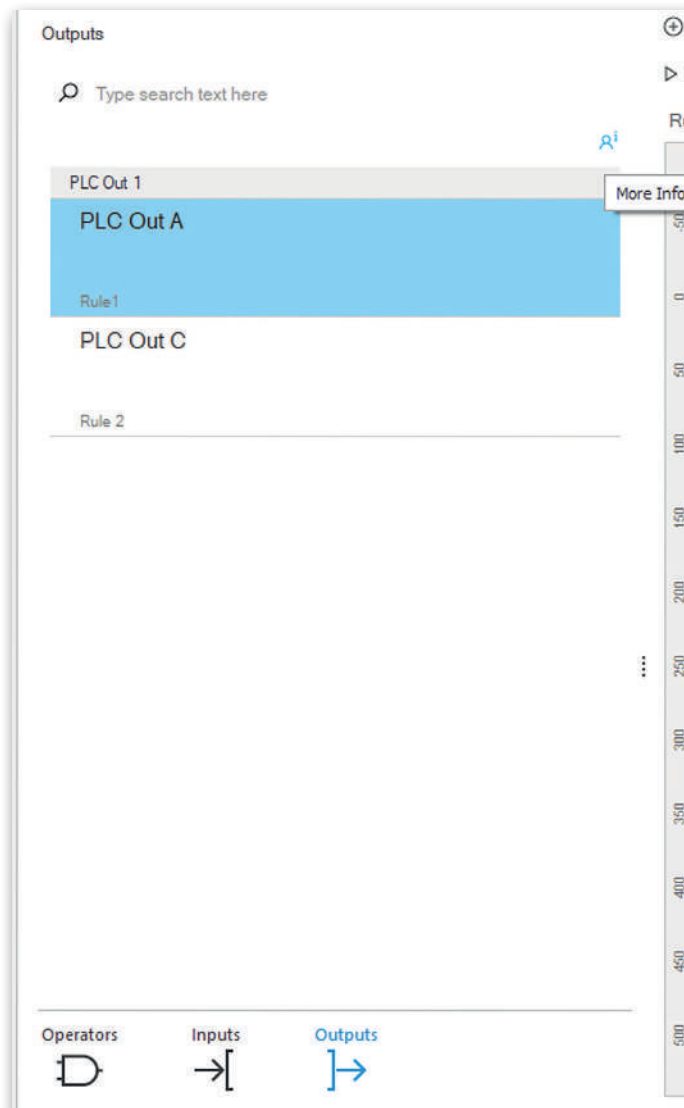 Outputs
Type search text here
R
PLC Out 1
More Info
PLC Out A
Rule1
PLC Out C
Rule 2
-50
0
50
100
150
200
250
300
350
400
450
500
Operators
Inputs
Outputs